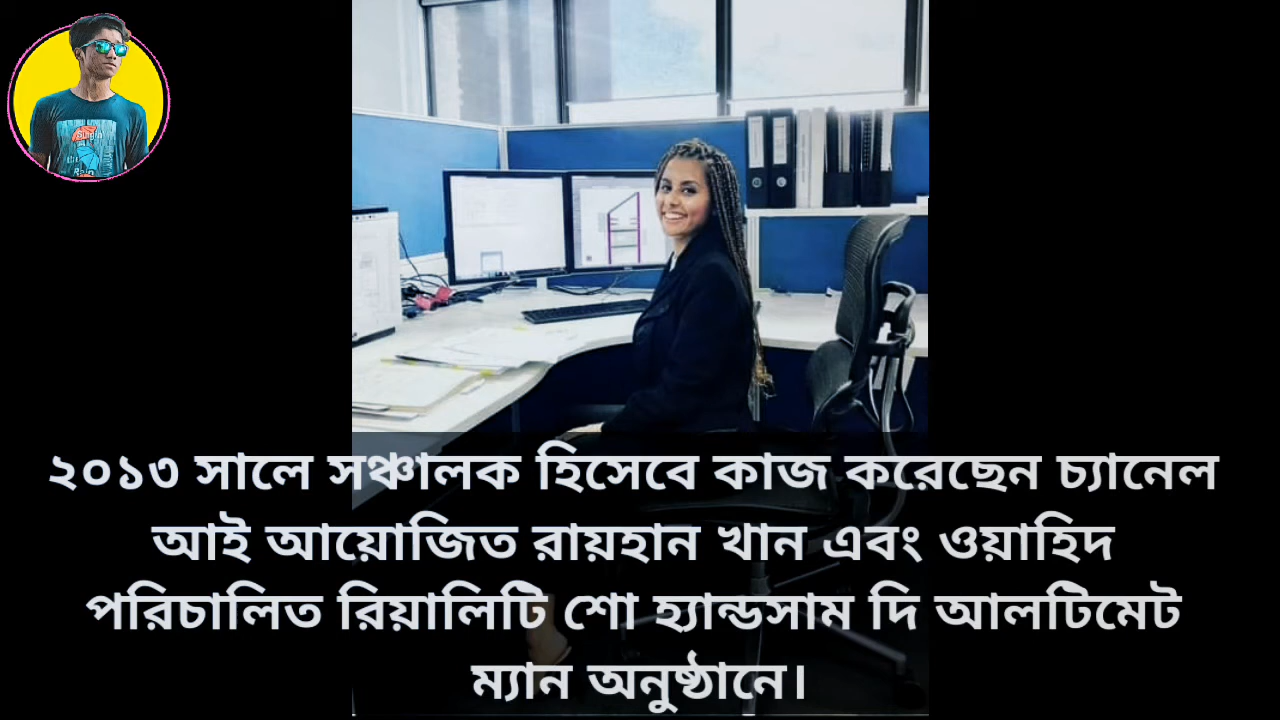 ২০১৩ সালে সঞ্চালক হিসেবে কাজ করেছেন চ্যানেল
আই আয়োজিত রায়হান খান এবং ওয়াহিদ
পরিচালিত রিয়ালিটি শো হ্যান্ডসাম দি আলটিমেট
ম্যান অনুষ্ঠানে।